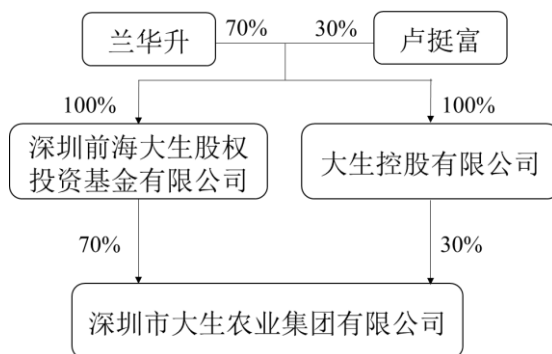 兰华升
70%
30%
卢挺富
100%
100%
深圳前海大生股权
投资基金有限公司
大生控股有限公司
70%
30%
深圳市大生农业集团有限公司